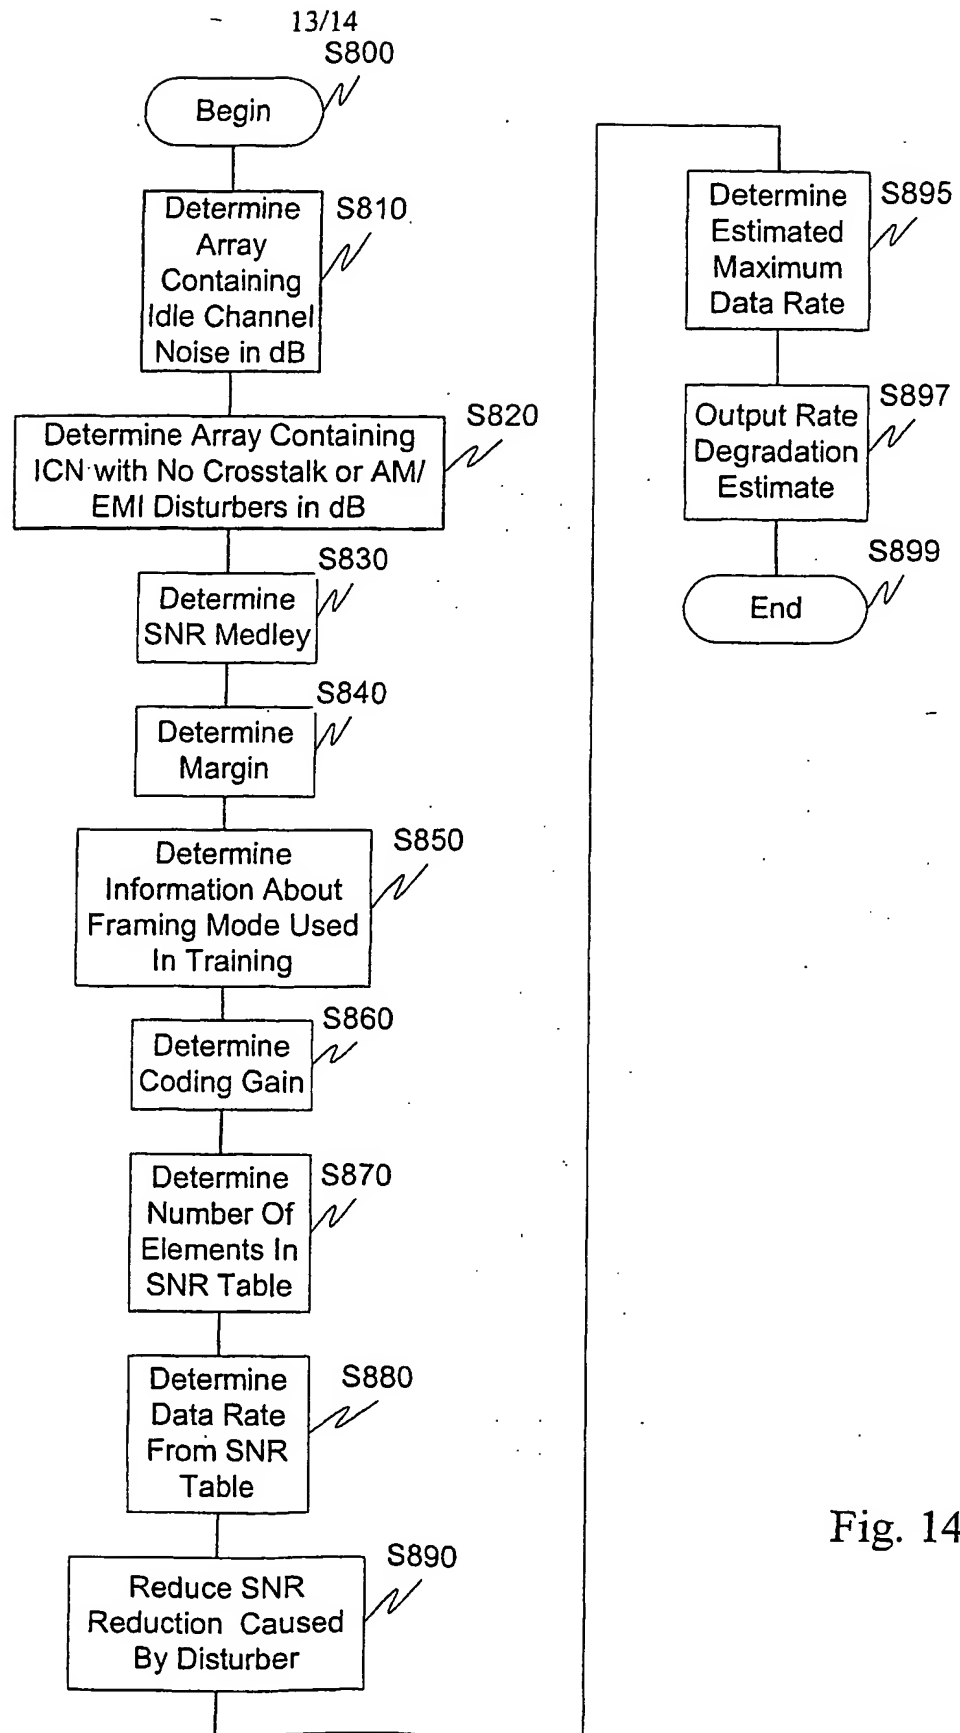 13/14
S800
Begin
S810
Determine
Array
Containing
Idle Channel
Noise in dB
S820
Determine Array Containing
ICN with No Crosstalk or AM/
EMI Disturbers in dB
S830
Determine
SNR Medley
S840
Determine
Margin
S850
Determine
Information About
Framing Mode Used
In Training
S860
Determine
Coding Gain
S870
Determine
Number Of
Elements In
SNR Table
S880
Determine
Data Rate
From SNR
Table
S890
Reduce SNR
Reduction Caused
By Disturber
S895
Determine
Estimated
Maximum
Data Rate
S897
Output Rate
Degradation
Estimate
S899
End
Fig. 14